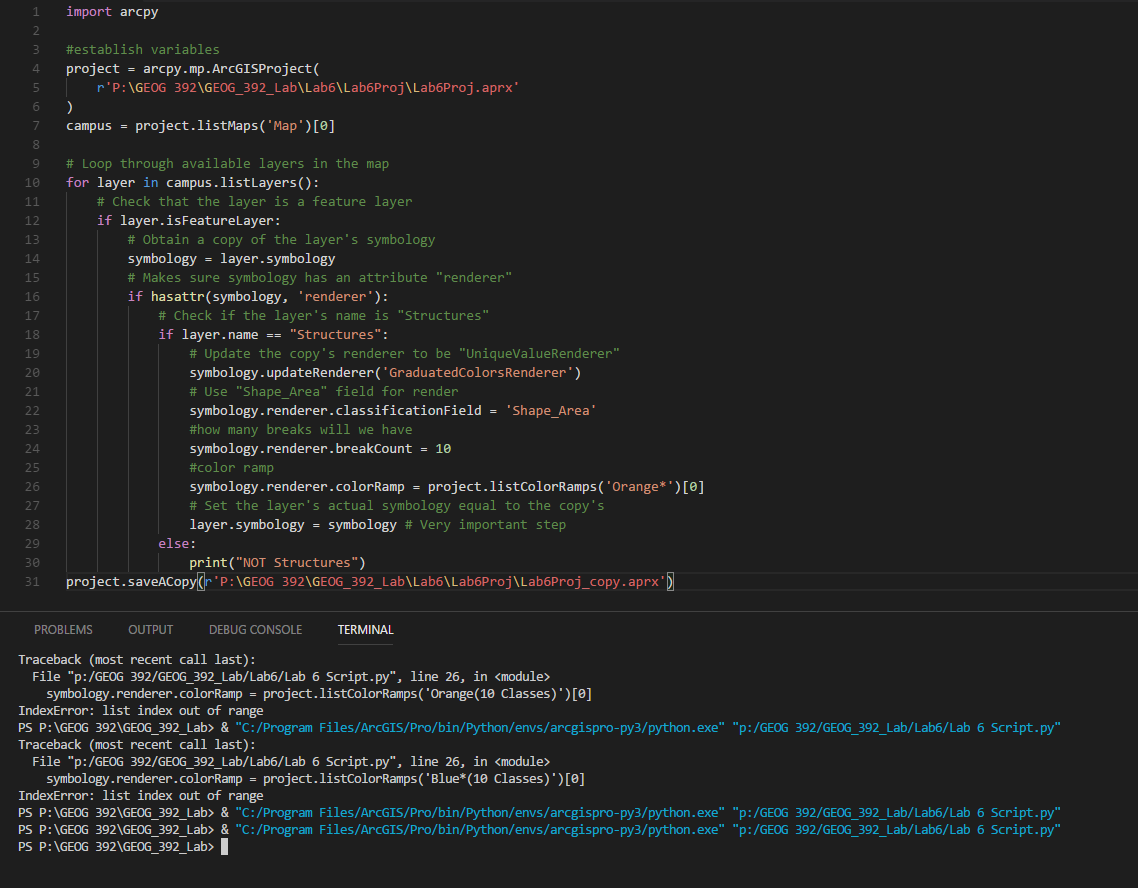 1 import arcpy
2
3 #establish variables
4 project = arcpy.mp.ArcGISProject(
5     r'P:\GEOG 392\GEOG_392_Lab\Lab6\Lab6Proj\Lab6Proj.aprx'
6 )
7 campus = project.listMaps('Map')[0]
8
9 # Loop through available layers in the map
10 for layer in campus.listLayers():
11     # Check that the layer is a feature layer
12     if layer.isFeatureLayer:
13         # Obtain a copy of the layer's symbology
14         symbology = layer.symbology
15         # Makes sure symbology has an attribute "renderer"
16         if hasattr(symbology, 'renderer'):
17             # Check if the layer's name is "Structures"
18             if layer.name == "Structures":
19                 # Update the copy's renderer to be "UniqueValueRenderer"
20                 symbology.updateRenderer('GraduatedColorsRenderer')
21                 # Use "Shape_Area" field for render
22                 symbology.renderer.classificationField = 'Shape_Area'
23                 #how many breaks will we have
24                 symbology.renderer.breakCount = 10
25                 #color ramp
26                 symbology.renderer.colorRamp = project.listColorRamps('Orange*')[0]
27                 # Set the layer's actual symbology equal to the copy's
28                 layer.symbology = symbology # Very important step
29             else:
30                 print("NOT Structures")
31 project.saveACopy(r'P:\GEOG 392\GEOG_392_Lab\Lab6\Lab6Proj\Lab6Proj_copy.aprx')
PROBLEMS OUTPUT DEBUG CONSOLE TERMINAL
Traceback (most recent call last):
  File "p:/GEOG 392/GEOG_392_Lab/Lab6/Lab 6 Script.py", line 26, in <module>
    symbology.renderer.colorRamp = project.listColorRamps('Orange(10 Classes)')[0]
IndexError: list index out of range
PS P:\GEOG 392\GEOG_392_Lab> & "C:/Program Files/ArcGIS/Pro/bin/Python/envs/arcgispro-py3/python.exe" "p:/GEOG 392/GEOG_392_Lab/Lab6/Lab 6 Script.py"
Traceback (most recent call last):
  File "p:/GEOG 392/GEOG_392_Lab/Lab6/Lab 6 Script.py", line 26, in <module>
    symbology.renderer.colorRamp = project.listColorRamps('Blue*(10 Classes)')[0]
IndexError: list index out of range
PS P:\GEOG 392\GEOG_392_Lab> & "C:/Program Files/ArcGIS/Pro/bin/Python/envs/arcgispro-py3/python.exe" "p:/GEOG 392/GEOG_392_Lab/Lab6/Lab 6 Script.py"
PS P:\GEOG 392\GEOG_392_Lab> & "C:/Program Files/ArcGIS/Pro/bin/Python/envs/arcgispro-py3/python.exe" "p:/GEOG 392/GEOG_392_Lab/Lab6/Lab 6 Script.py"
PS P:\GEOG 392\GEOG_392_Lab>